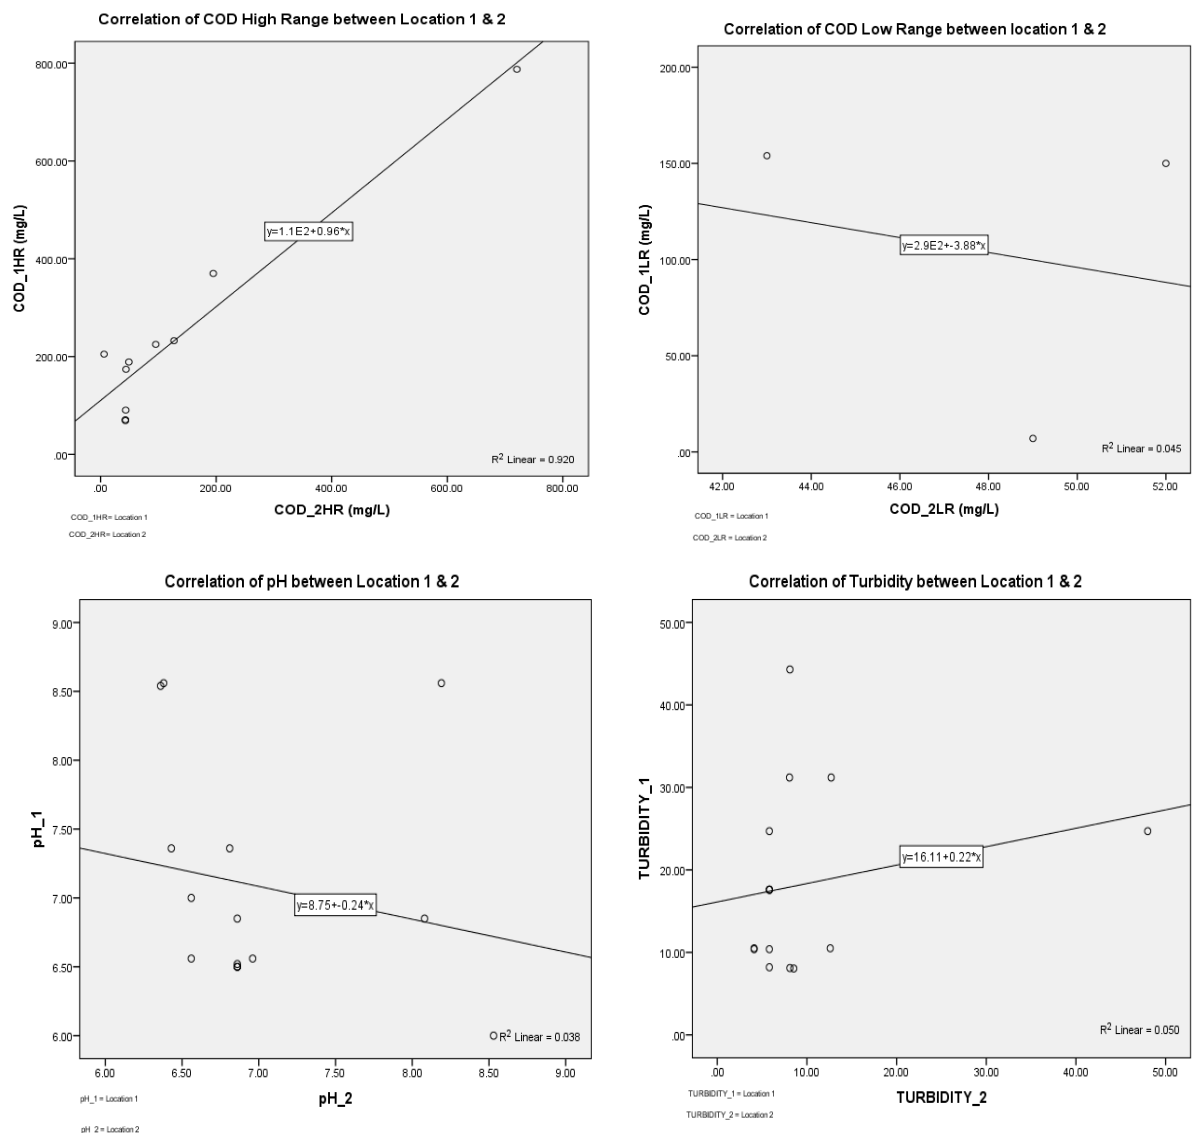 Correlation of COD High Range between Location 1 & 2
COD_1HR (mg/L)
800.00
600.00
400.00
200.00
.00
y=1.1E2+0.96*x
R2 Linear = 0.920
.00 200.00 400.00 600.00 800.00
COD_2HR (mg/L)
COD_1HR= Location 1
COD_2HR= Location 2
Correlation of COD Low Range between location 1 & 2
COD_1LR (mg/L)
200.00
150.00
100.00
50.00
.00
y=2.9E2+-3.88*x
R2 Linear = 0.045
42.00 44.00 46.00 48.00 50.00 52.00
COD_2LR (mg/L)
COD_1LR = Location 1
COD_2LR = Location 2
Correlation of pH between Location 1 & 2
pH_1
9.00
8.50
8.00
7.50
7.00
6.50
6.00
y=8.75+-0.24*x
R2 Linear = 0.038
6.00 6.50 7.00 7.50 8.00 8.50 9.00
pH_2
pH_1 = Location 1
pH_2 = Location 2
Correlation of Turbidity between Location 1 & 2
TURBIDITY_1
50.00
40.00
30.00
20.00
10.00
.00
y=16.11+0.22*x
R2 Linear = 0.050
.00 10.00 20.00 30.00 40.00 50.00
TURBIDITY_2
TURBIDITY_1 = Location 1
TURBIDITY_2 = Location 2